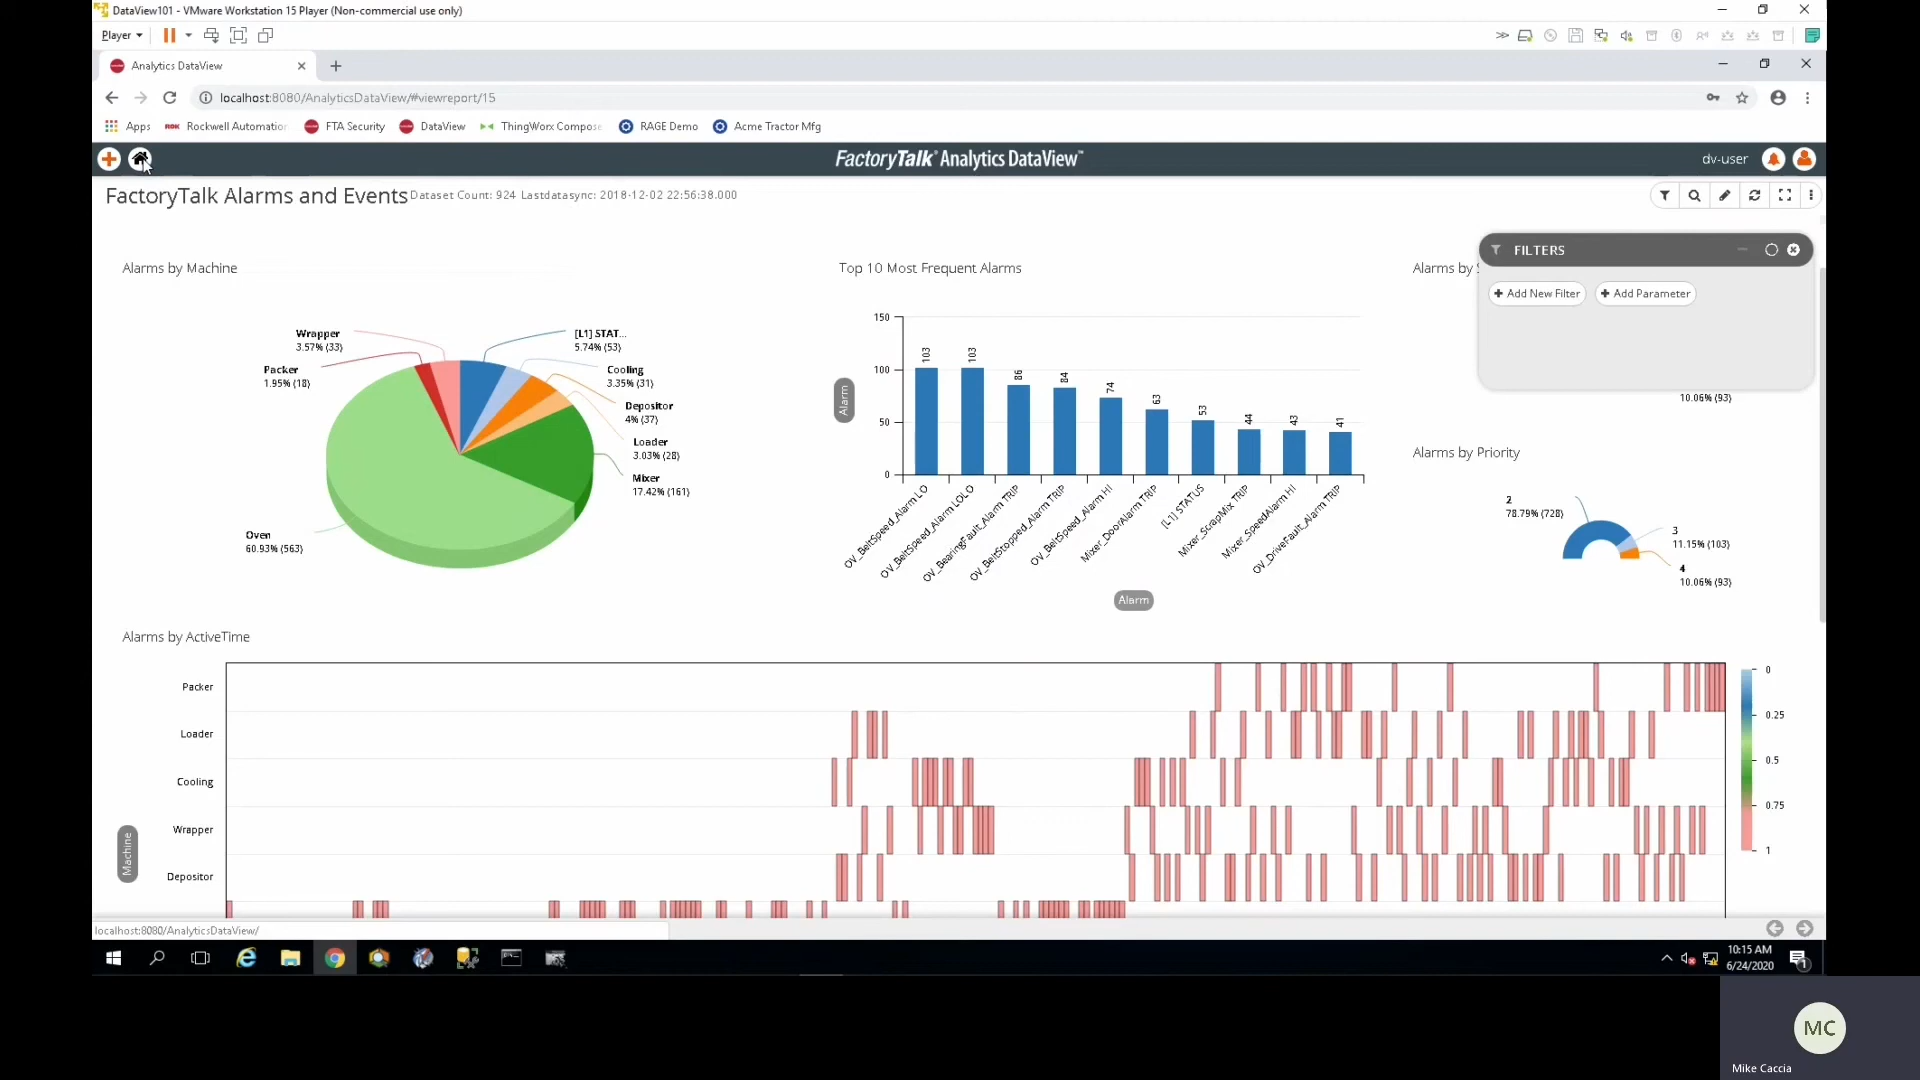 DataView101 - VMware Workstation 15 Player (Non-commercial use only)
Player
Analytics DataView
localhost:8080/AnalyticsDataView/#viewreport/15
Apps
Rockwell Automation
FTA Security
DataView
ThingWorx Compose
RAGE Demo
Acme Tractor Mfg
FactoryTalk® Analytics DataView™
dv-user
FactoryTalk Alarms and Events
Dataset Count: 924 Lastdatasync: 2018-12-02 22:56:38.000
Alarms by Machine
Wrapper
3.57% (33)
Packer
1.95% (18)
[L1] STAT...
5.74% (53)
Cooling
3.35% (31)
Depositor
4% (37)
Loader
3.03% (28)
Mixer
17.42% (161)
Oven
60.93% (563)
Top 10 Most Frequent Alarms
150
100
50
0
Alarm
103
103
86
84
74
63
53
44
43
41
OV_BeltSpeed_Alarm LO
OV_BeltSpeed_Alarm LOLO
OV_BearingFault_Alarm TRIP
OV_BeltStopped_Alarm TRIP
OV_BeltSpeed_Alarm HI
Mixer_DoorAlarm TRIP
[L1] STATUS
Mixer_ScrapMix TRIP
Mixer_SpeedAlarm HI
OV_DriveFault_Alarm TRIP
Alarm
Alarms by
FILTERS
Add New Filter
Add Parameter
10.06% (93)
Alarms by Priority
2
78.79% (728)
3
11.15% (103)
4
10.06% (93)
Alarms by ActiveTime
Machine
Packer
Loader
Cooling
Wrapper
Depositor
0
0.25
0.5
0.75
1
localhost:8080/AnalyticsDataView/
10:15 AM
6/24/2020
1
MC
Mike Caccia